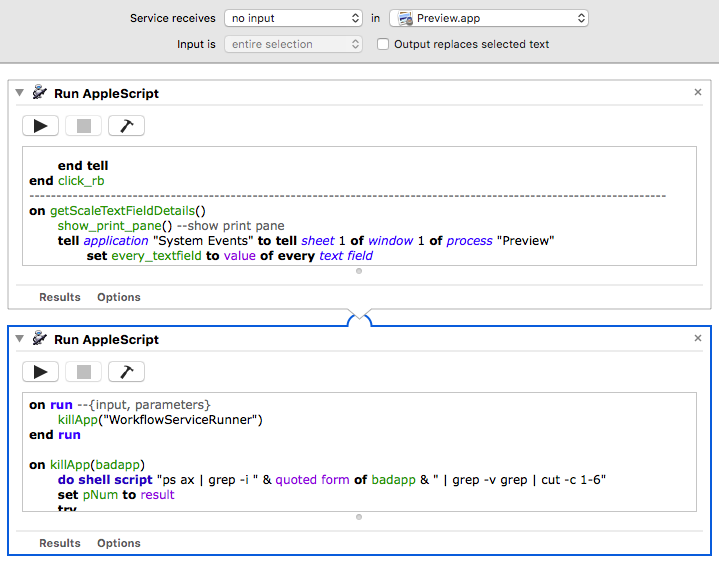 Service receives no input in Preview.app
Input is entire selection Output replaces selected text
Run AppleScript
end tell
end click_rb
--------------------------------------------------------------------------------------------------------------
on getScaleTextFieldDetails()
show_print_pane() --show print pane
tell application "System Events" to tell sheet 1 of window 1 of process "Preview"
set every_textfield to value of every text field
Results Options
Run AppleScript
on run --{input, parameters}
killApp("WorkflowServiceRunner")
end run
on killApp(badapp)
do shell script "ps ax | grep -i " & quoted form of badapp & " | grep -v grep | cut -c 1-6"
set pNum to result
try
Results Options